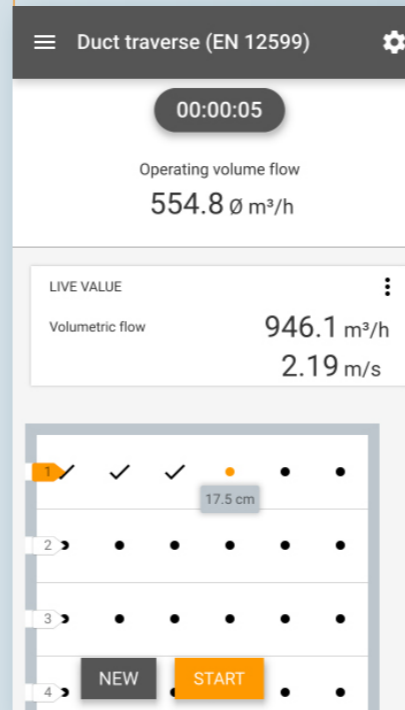 Duct traverse (EN 12599)
00:00:05
Operating volume flow
554.8 Ø m³/h
LIVE VALUE
Volumetric flow 946.1 m³/h
2.19 m/s
1
17.5 cm
2
3
4
NEW START